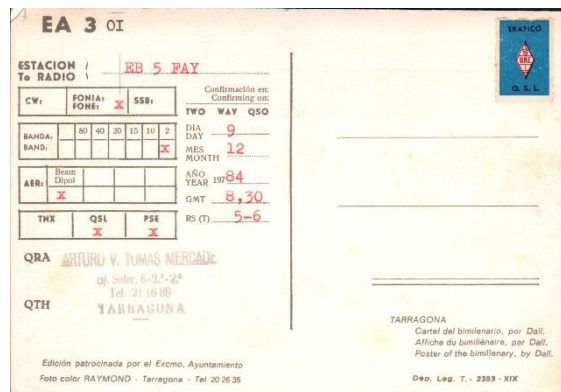 EA 3 OI
ESTACION
To RADIO
EB 5 FAY
CW:
FONIA:
FONE: X
SSB:
BANDA:
BAND:
80 40 20 15 10 2
X
AER:
Beam
Dipol
X
TNX QSL PSE
X X
Confirmación en:
Confirming on:
TWO WAY QSO
DIA
DAY 9
MES
MONTH 12
AÑO
YEAR 197 84
GMT 8,30
RS (T) 5-6
QRA ARTURO V. TOMAS MERCADE
c/. Soler, 6-2.º-2.ª
Tel. 21 16 89
QTH TARRAGONA
Edición patrocinada por el Excmo. Ayuntamiento
Foto color RAYMOND - Tarragona - Tel 20 26 35
TRAFICO
U.R.E.
Q. S. L.
TARRAGONA
Cartel del bimilenario, por Dalí.
Affiche du bimillénaire, par Dalí.
Poster of the bimillenary, by Dalí.
Dep. Leg. T. - 2253 - XIX